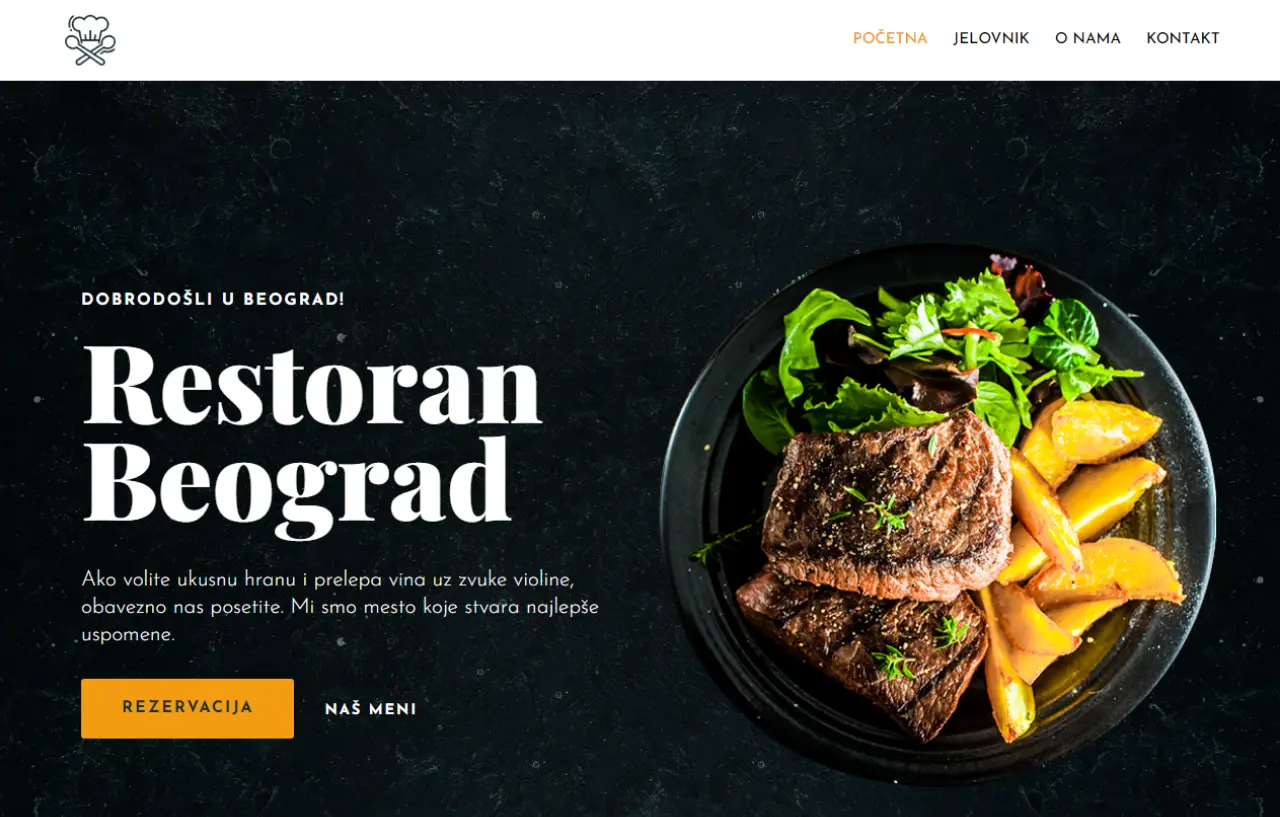 POČETNA JELOVNIK O NAMA KONTAKT
DOBRODOŠLI U BEOGRAD!
Restoran
Beograd
Ako volite ukusnu hranu i prelepa vina uz zvuke violine,
obavezno nas posetite. Mi smo mesto koje stvara najlepše
uspomene.
REZERVACIJA NAŠ MENI